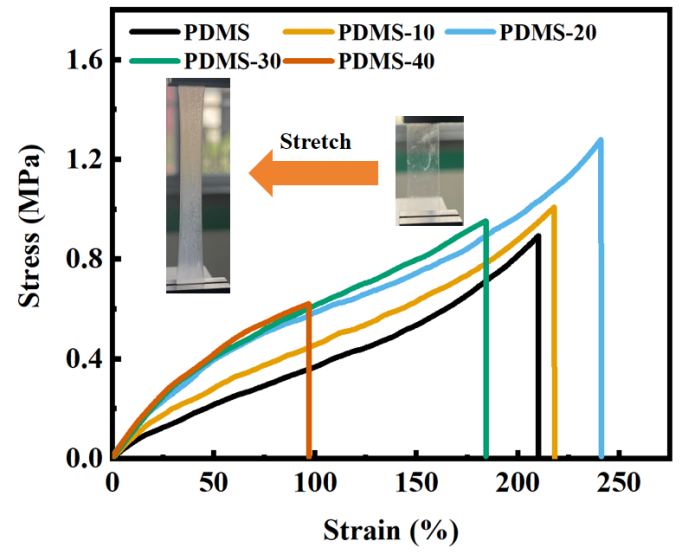 PDMS PDMS-10 PDMS-20
PDMS-30 PDMS-40
Stretch
Stress (MPa)
1.6
1.2
0.8
0.4
0.0
0 50 100 150 200 250
Strain (%)